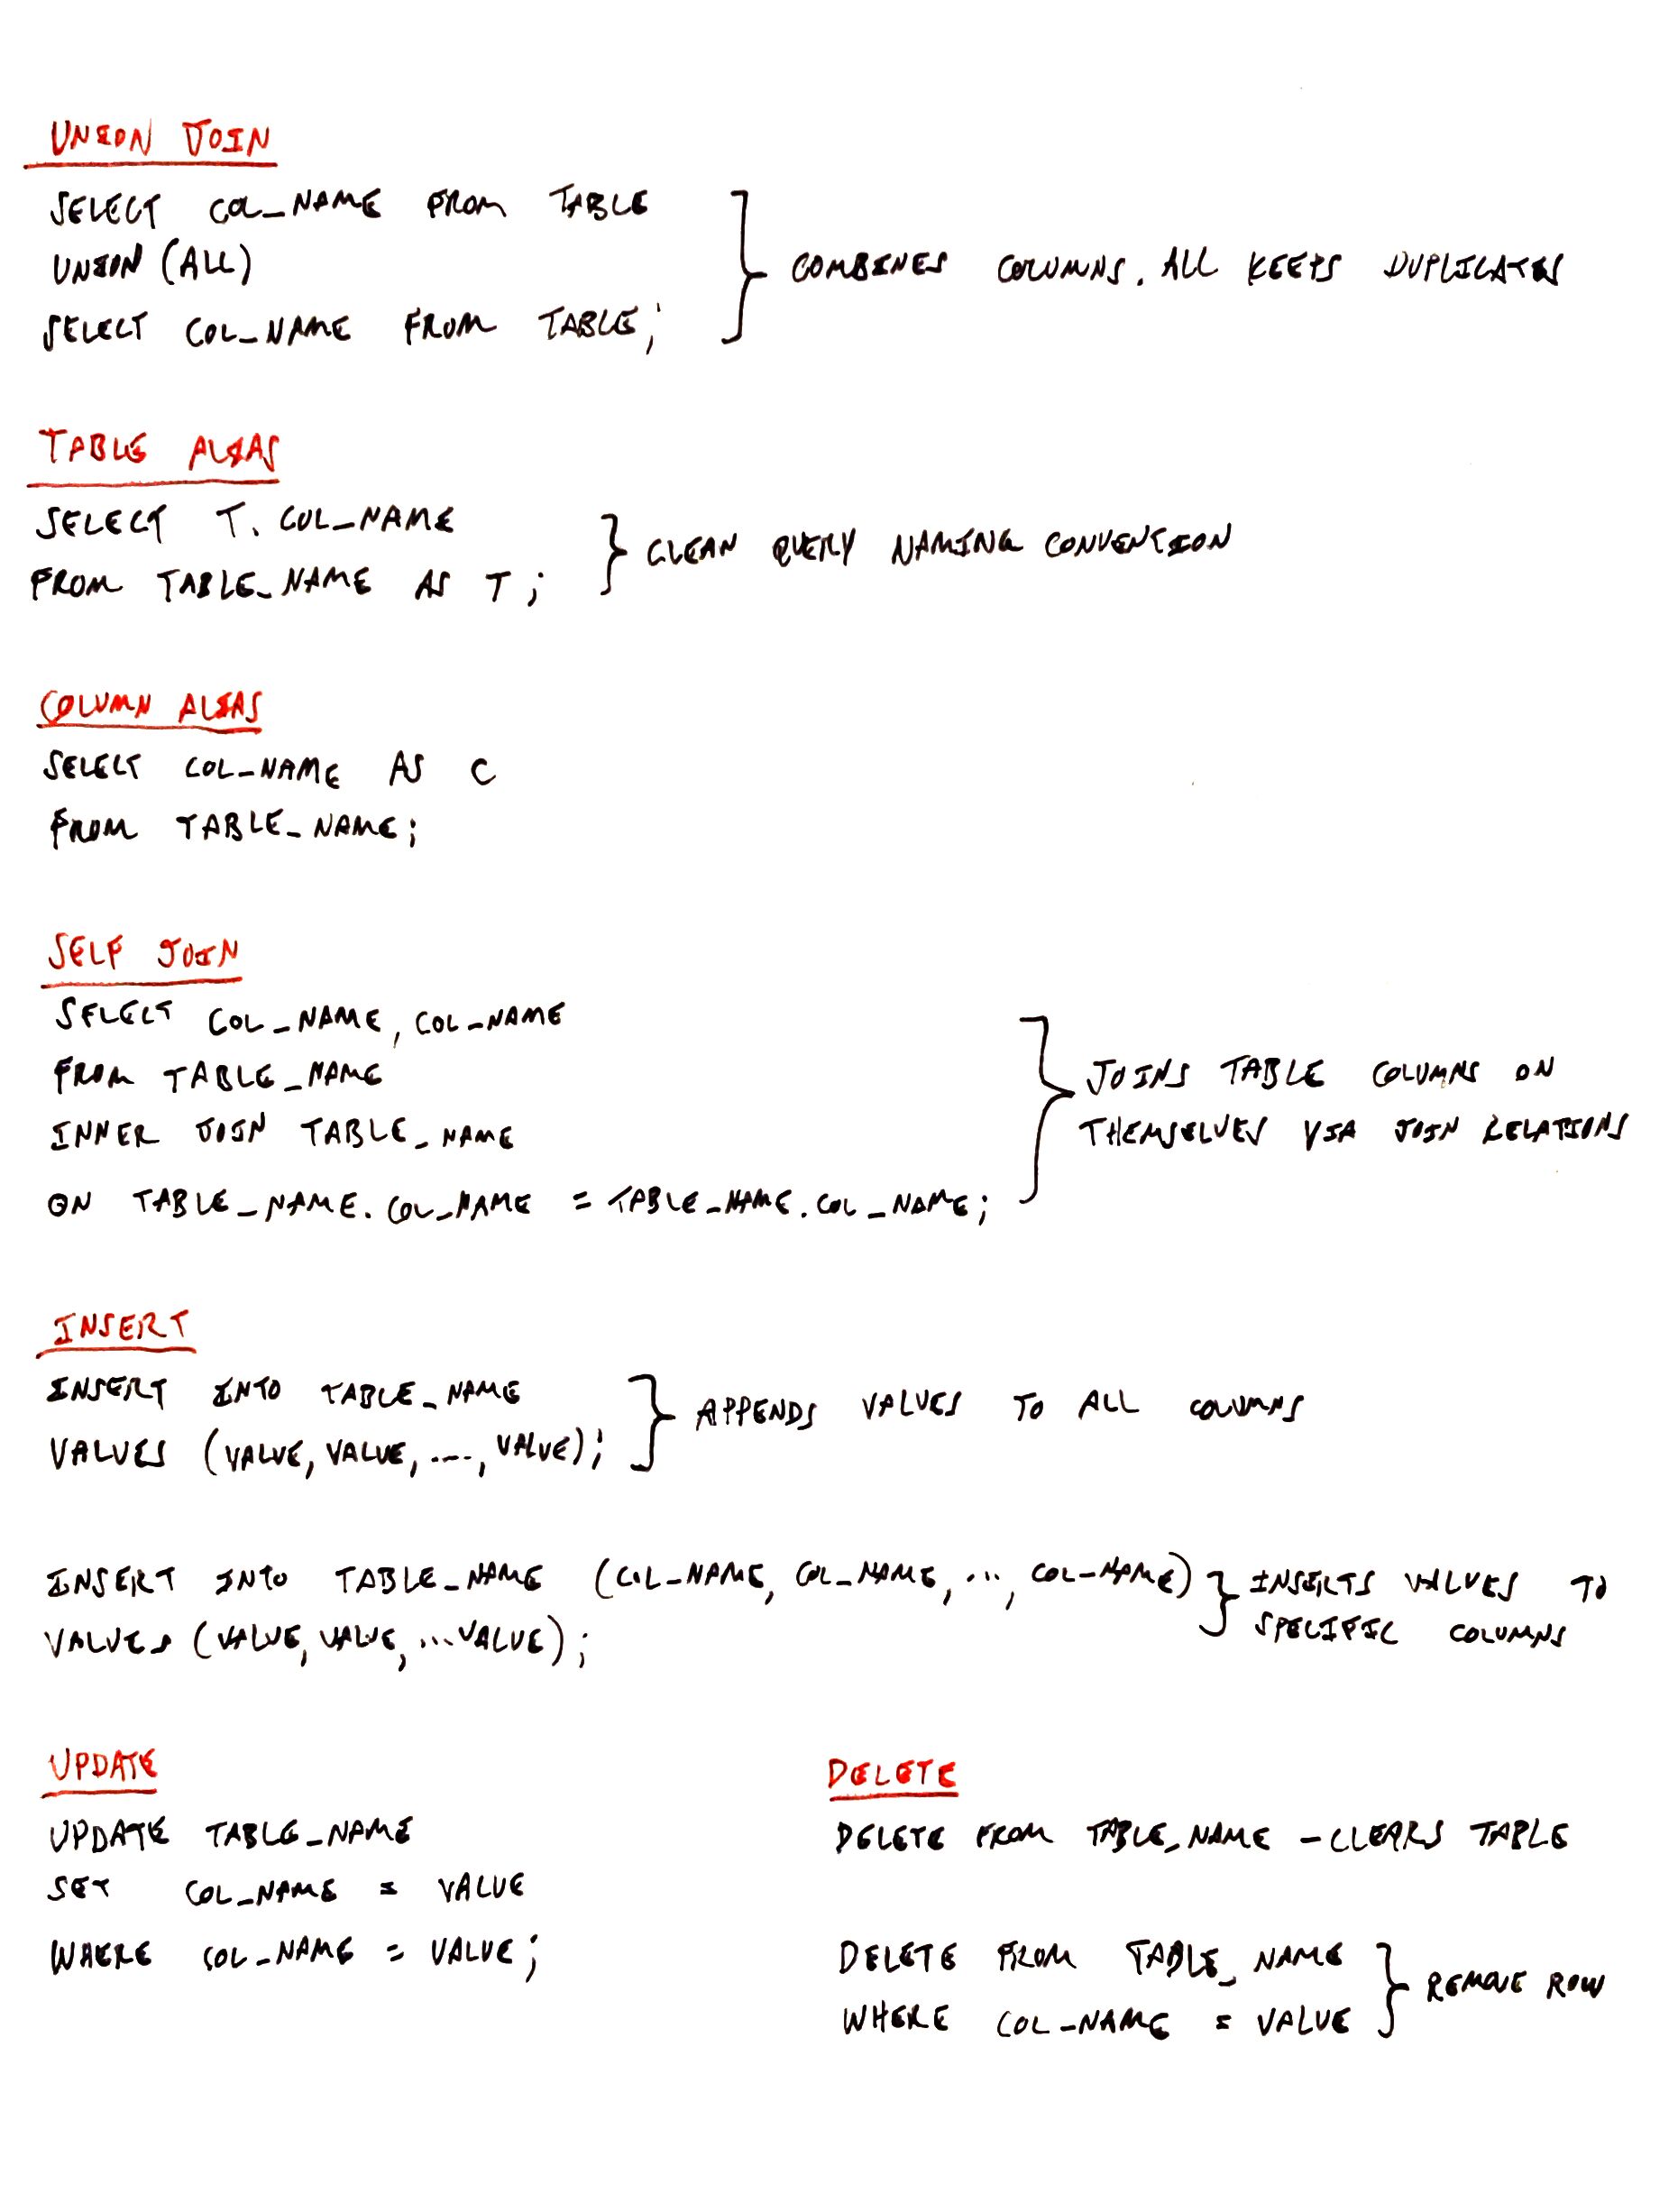 UNION JOIN
SELECT COL_NAME FROM TABLE
UNION (ALL)
SELECT COL_NAME FROM TABLE;
COMBINES COLUMNS. ALL KEEPS DUPLICATES
TABLE ALIAS
SELECT T. COL_NAME
FROM TABLE_NAME AS T;
CLEAN QUERY NAMING CONVENTION
COLUMN ALIAS
SELECT COL_NAME AS C
FROM TABLE_NAME;
SELF JOIN
SELECT COL_NAME, COL_NAME
FROM TABLE_NAME
INNER JOIN TABLE_NAME
ON TABLE_NAME.COL_NAME = TABLE_NAME.COL_NAME;
JOINS TABLE COLUMNS ON
THEMSELVES VIA JOIN RELATIONS
INSERT
INSERT INTO TABLE_NAME
VALUES (VALUE, VALUE, ...., VALUE);
APPENDS VALUES TO ALL COLUMNS
INSERT INTO TABLE_NAME (COL_NAME, COL_NAME, ..., COL_NAME)
VALUES (VALUE, VALUE, ... VALUE);
INSERTS VALUES TO
SPECIFIC COLUMNS
UPDATE
UPDATE TABLE_NAME
SET COL_NAME = VALUE
WHERE COL_NAME = VALUE;
DELETE
DELETE FROM TABLE_NAME - CLEARS TABLE
DELETE FROM TABLE_NAME
WHERE COL_NAME = VALUE
REMOVE ROW